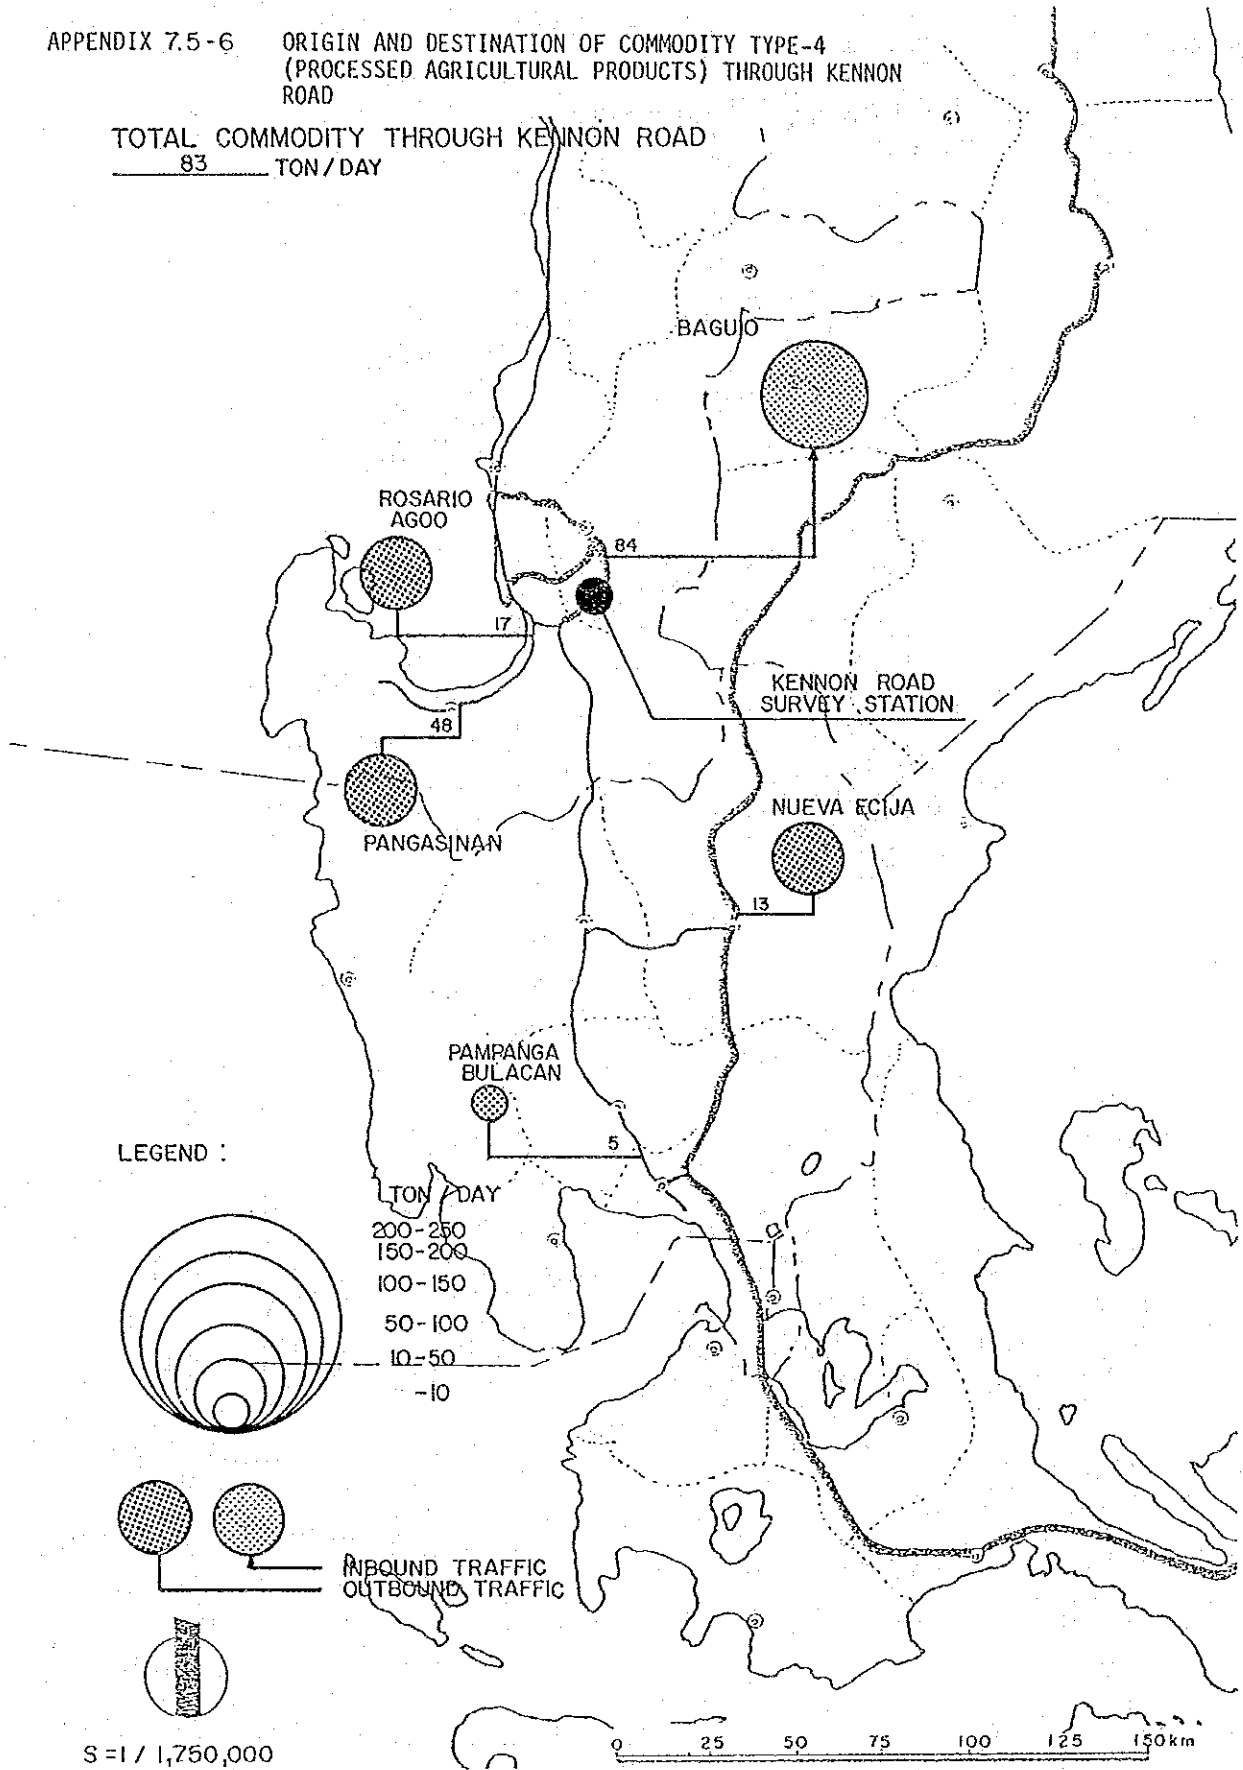 APPENDIX 7.5-6 ORIGIN AND DESTINATION OF COMMODITY TYPE-4
(PROCESSED AGRICULTURAL PRODUCTS) THROUGH KENNON
ROAD
TOTAL COMMODITY THROUGH KENNON ROAD
83 TON/DAY
BAGUIO
ROSARIO
AGOO
84
17
KENNON ROAD
SURVEY STATION
48
NUEVA ECIJA
PANGASINAN
13
PAMPANGA
BULACAN
5
LEGEND :
TON / DAY
200-250
150-200
100-150
50-100
10-50
-10
INBOUND TRAFFIC
OUTBOUND TRAFFIC
S = 1 / 1,750,000
0 25 50 75 100 125 150km